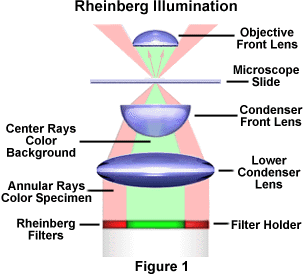 Rheinberg Illumination
Objective
Front Lens
Microscope
Slide
Condenser
Front Lens
Center Rays
Color
Background
Lower
Condenser
Lens
Annular Rays
Color Specimen
Rheinberg
Filters
Filter Holder
Figure 1